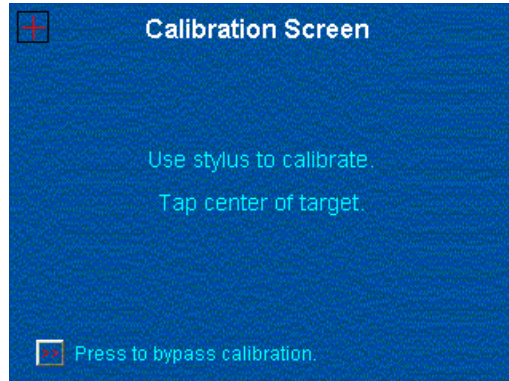 Calibration Screen
Use stylus to calibrate.
Tap center of target.
>> Press to bypass calibration.